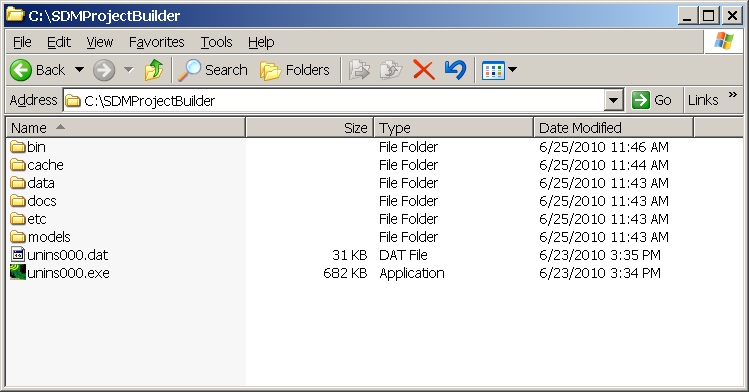 C:\SDMProjectBuilder
File Edit View Favorites Tools Help
Back Search Folders
Address C:\SDMProjectBuilder Go Links »
Name Size Type Date Modified
bin File Folder 6/25/2010 11:46 AM
cache File Folder 6/25/2010 11:44 AM
data File Folder 6/25/2010 11:43 AM
docs File Folder 6/25/2010 11:43 AM
etc File Folder 6/25/2010 11:43 AM
models File Folder 6/25/2010 11:43 AM
unins000.dat 31 KB DAT File 6/23/2010 3:35 PM
unins000.exe 682 KB Application 6/23/2010 3:34 PM